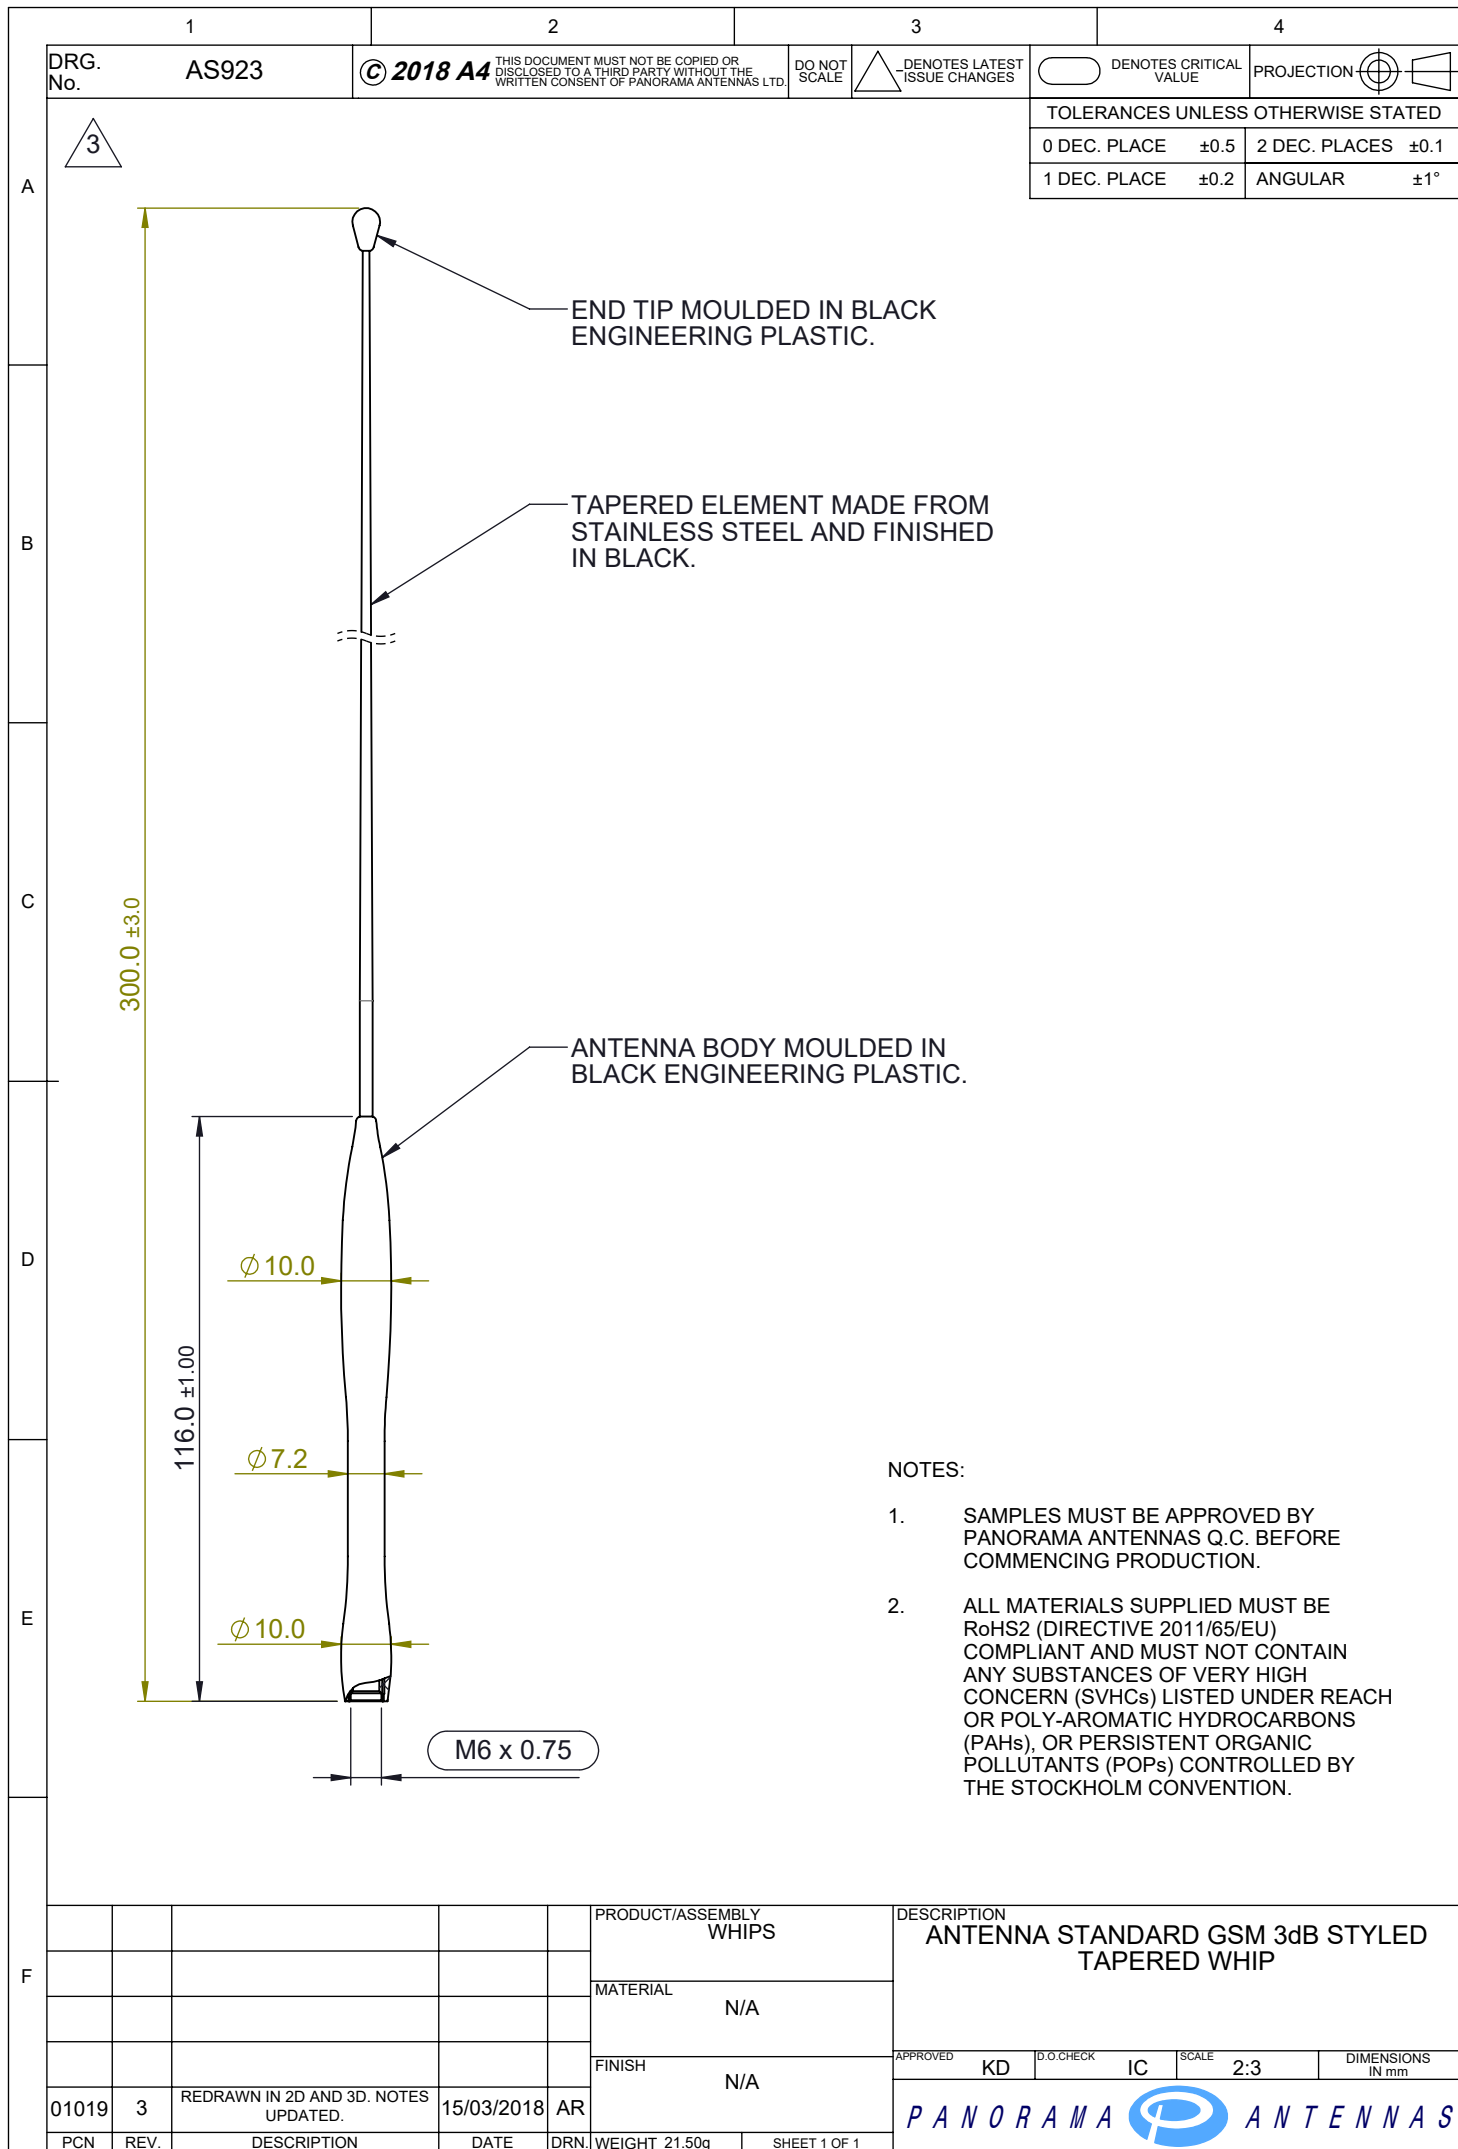 1 2 3 4
DRG. No. AS923
© 2018 A4
THIS DOCUMENT MUST NOT BE COPIED OR
DISCLOSED TO A THIRD PARTY WITHOUT THE
WRITTEN CONSENT OF PANORAMA ANTENNAS LTD.
DO NOT
SCALE
DENOTES LATEST
ISSUE CHANGES
DENOTES CRITICAL
VALUE
PROJECTION
TOLERANCES UNLESS OTHERWISE STATED
0 DEC. PLACE ±0.5 2 DEC. PLACES ±0.1
1 DEC. PLACE ±0.2 ANGULAR ±1°
3
A
END TIP MOULDED IN BLACK
ENGINEERING PLASTIC.
B
TAPERED ELEMENT MADE FROM
STAINLESS STEEL AND FINISHED
IN BLACK.
C
300.0 ±3.0
ANTENNA BODY MOULDED IN
BLACK ENGINEERING PLASTIC.
D
∅10.0
116.0 ±1.00
∅7.2
E
∅10.0
M6 x 0.75
NOTES:
1. SAMPLES MUST BE APPROVED BY
PANORAMA ANTENNAS Q.C. BEFORE
COMMENCING PRODUCTION.
2. ALL MATERIALS SUPPLIED MUST BE
RoHS2 (DIRECTIVE 2011/65/EU)
COMPLIANT AND MUST NOT CONTAIN
ANY SUBSTANCES OF VERY HIGH
CONCERN (SVHCs) LISTED UNDER REACH
OR POLY-AROMATIC HYDROCARBONS
(PAHs), OR PERSISTENT ORGANIC
POLLUTANTS (POPs) CONTROLLED BY
THE STOCKHOLM CONVENTION.
F
01019 3 REDRAWN IN 2D AND 3D. NOTES
UPDATED. 15/03/2018 AR
PCN REV. DESCRIPTION DATE DRN.
PRODUCT/ASSEMBLY
WHIPS
MATERIAL
N/A
FINISH
N/A
WEIGHT 21.50g SHEET 1 OF 1
DESCRIPTION
ANTENNA STANDARD GSM 3dB STYLED
TAPERED WHIP
APPROVED KD D.O.CHECK IC SCALE 2:3 DIMENSIONS
IN mm
PANORAMA ANTENNAS